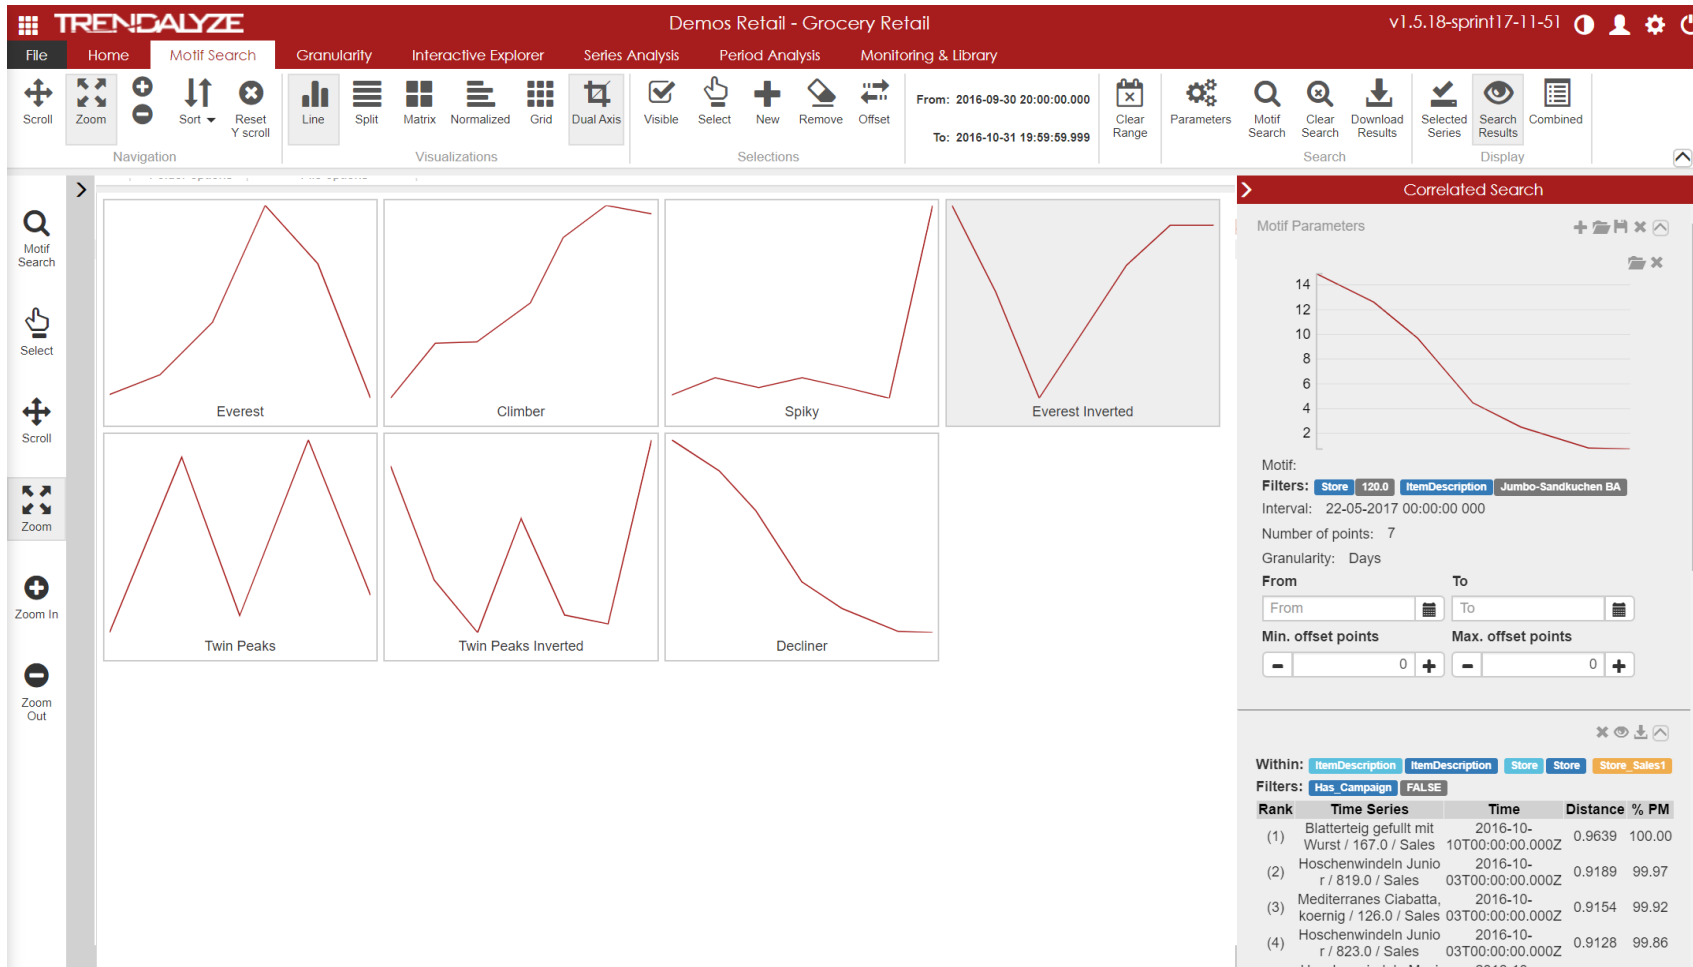 TRENDALYZE
Demos Retail - Grocery Retail
v1.5.18-sprint17-11-51
File Home Motif Search Granularity Interactive Explorer Series Analysis Period Analysis Monitoring & Library
Scroll Zoom Sort Reset Y scroll
Line Split Matrix Normalized Grid Dual Axis
Visible Select New Remove Offset
From: 2016-09-30 20:00:00.000
To: 2016-10-31 19:59:59.999
Clear Range
Parameters
Motif Search Clear Search Download Results
Selected Series Search Results Combined
Navigation Visualizations Selections Search Display
Motif
Search
Select
Scroll
Zoom
Zoom In
Zoom
Out
Everest
Climber
Spiky
Everest Inverted
Twin Peaks
Twin Peaks Inverted
Decliner
Correlated Search
Motif Parameters
14
12
10
8
6
4
2
Motif:
Filters: Store 120.0 ItemDescription Jumbo-Sandkuchen BA
Interval: 22-05-2017 00:00:00 000
Number of points: 7
Granularity: Days
From To
From To
Min. offset points Max. offset points
0 0
Within: ItemDescription ItemDescription Store Store Store_Sales1
Filters: Has_Campaign FALSE
Rank Time Series Time Distance % PM
(1) Blatterteig gefullt mit Wurst / 167.0 / Sales 2016-10-10T00:00:00.000Z 0.9639 100.00
(2) Hoschenwindeln Junior / 819.0 / Sales 2016-10-03T00:00:00.000Z 0.9189 99.97
(3) Mediterranes Ciabatta, koernig / 126.0 / Sales 2016-10-03T00:00:00.000Z 0.9154 99.92
(4) Hoschenwindeln Junior / 823.0 / Sales 2016-10-03T00:00:00.000Z 0.9128 99.86